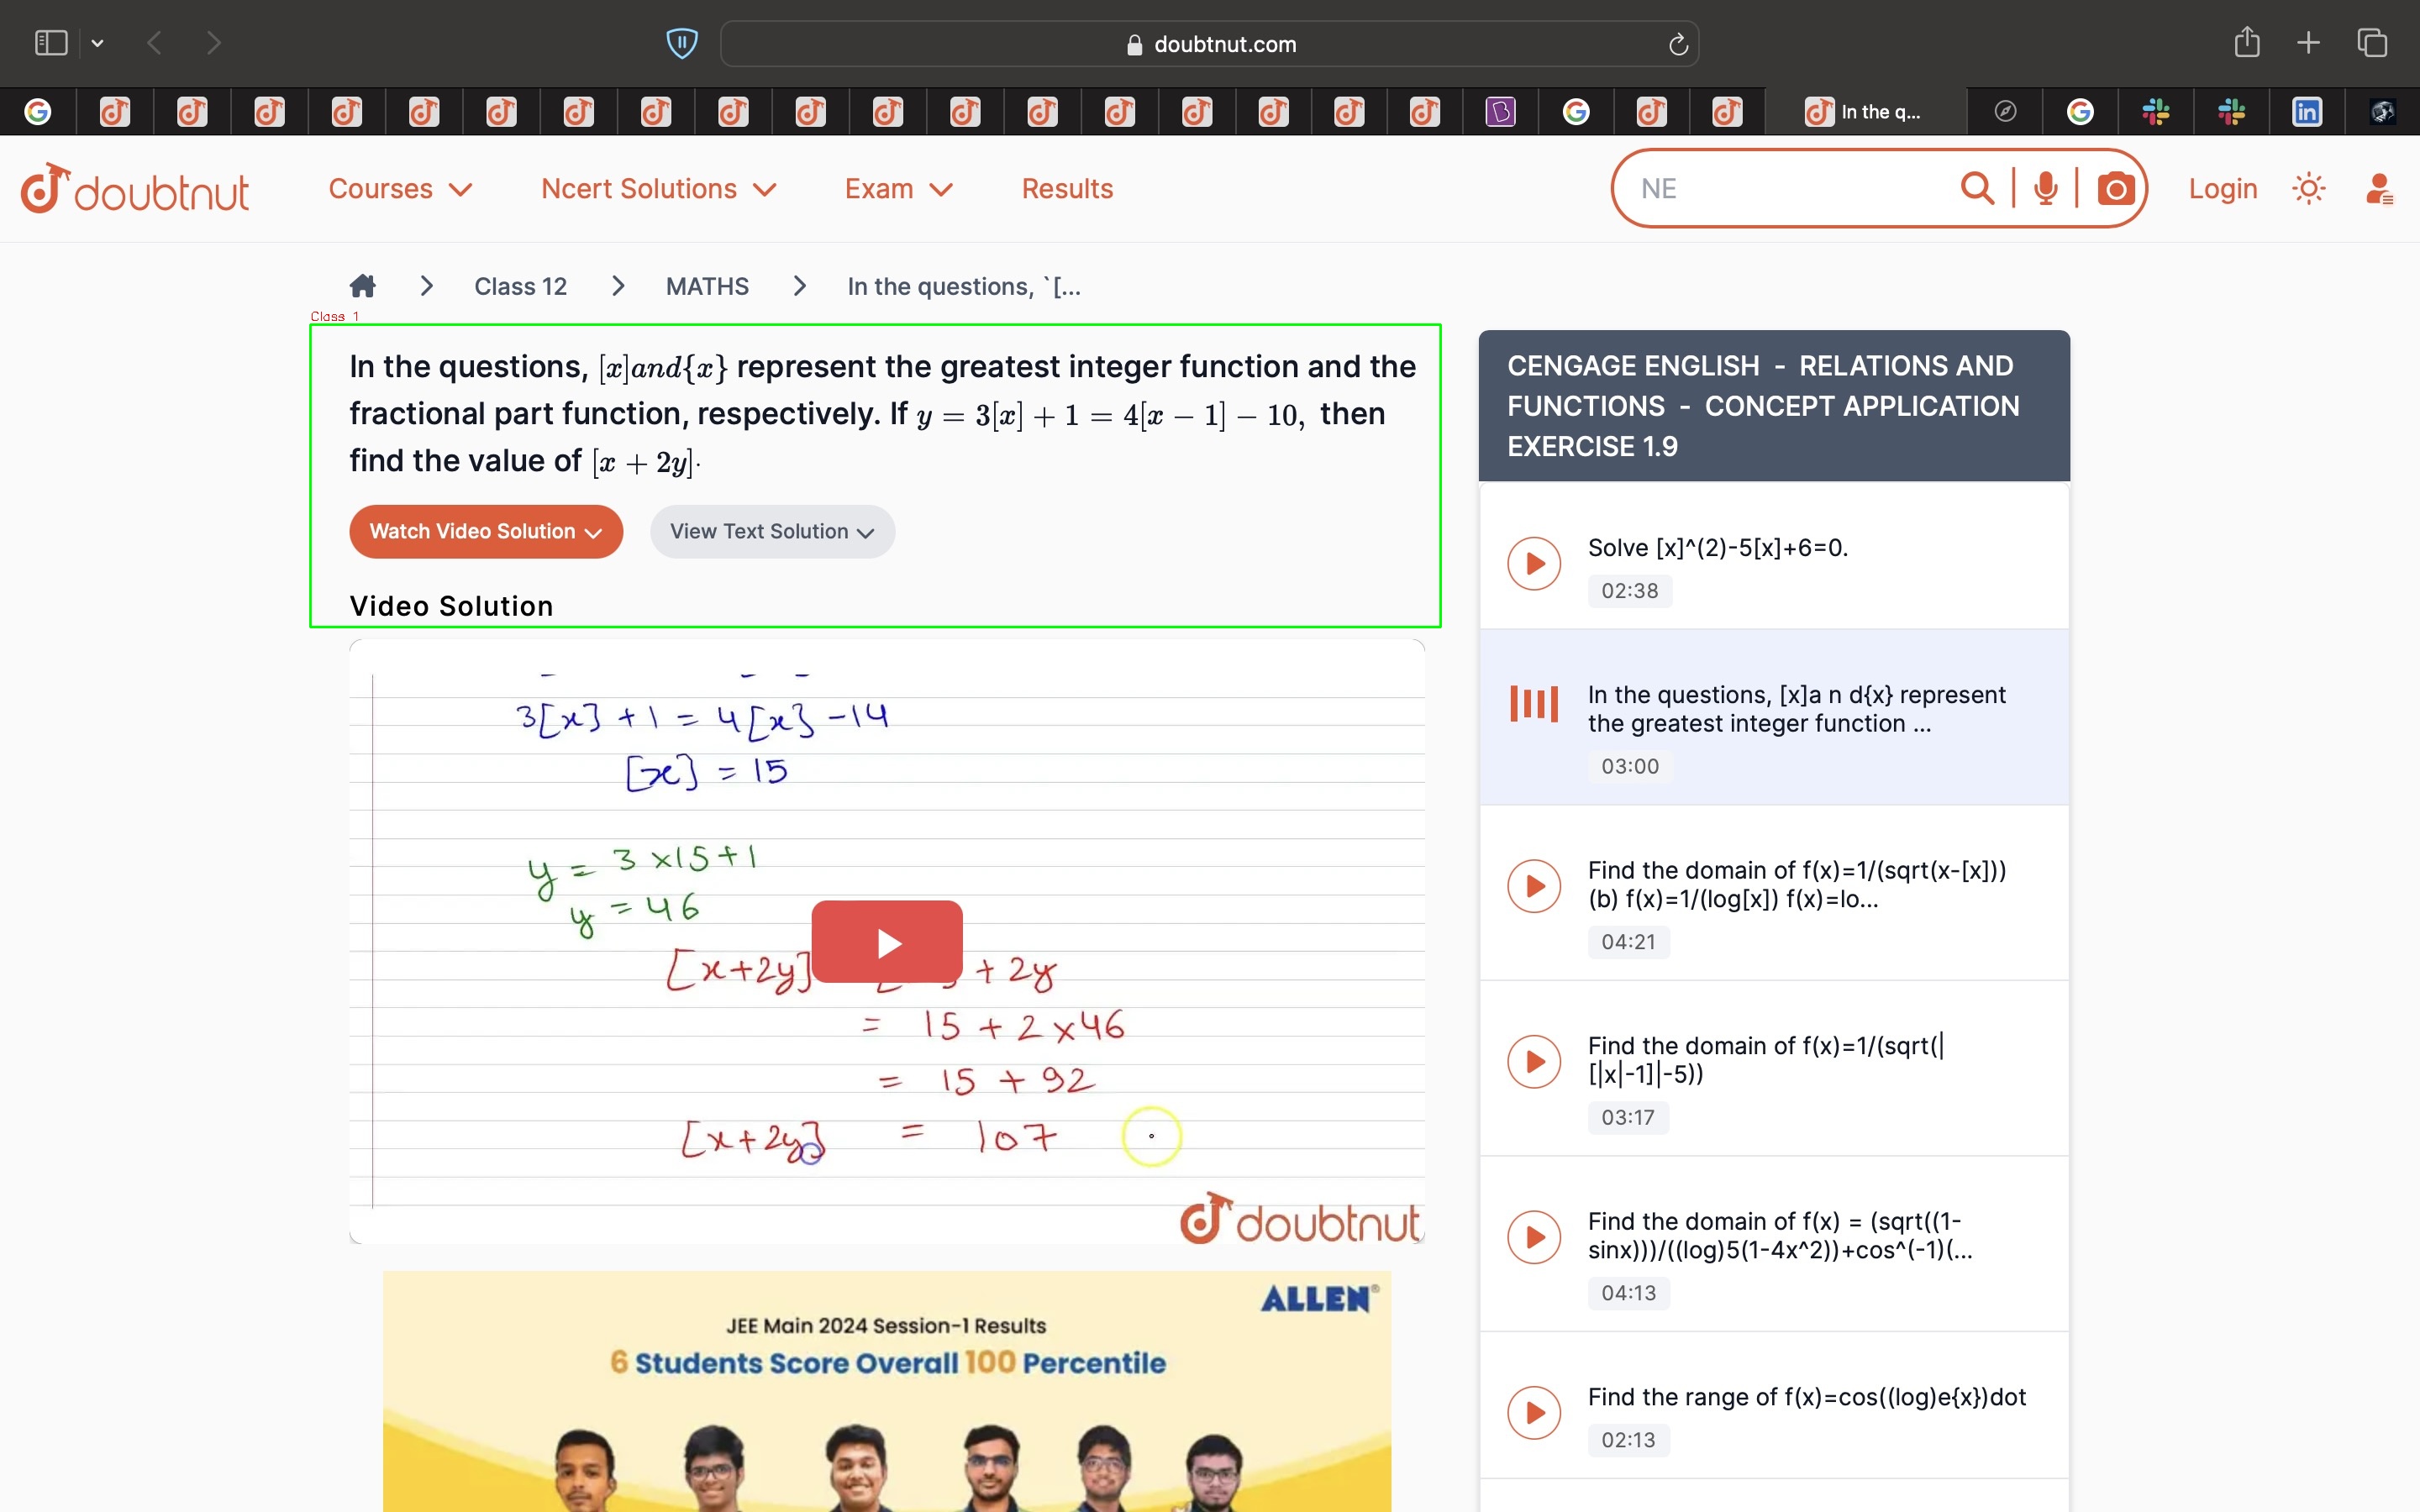 doubtnut.com
In the q...
doubtnut
Courses
Ncert Solutions
Exam
Results
NE
Login
Class 12
MATHS
In the questions, `[...
Class 1
In the questions, [x]and{x} represent the greatest integer function and the
fractional part function, respectively. If y = 3[x] + 1 = 4[x − 1] − 10, then
find the value of [x + 2y].
Watch Video Solution
View Text Solution
Video Solution
3[x] + 1 = 4[x] - 14
[x] = 15
y = 3 x15+1
y = 46
[x+2y] + 2y
= 15 + 2 x46
= 15 + 92
[x+2y] = 107
doubtnut
ALLEN®
JEE Main 2024 Session-1 Results
6 Students Score Overall 100 Percentile
CENGAGE ENGLISH - RELATIONS AND
FUNCTIONS - CONCEPT APPLICATION
EXERCISE 1.9
Solve [x]^(2)-5[x]+6=0.
02:38
In the questions, [x]a n d{x} represent
the greatest integer function ...
03:00
Find the domain of f(x)=1/(sqrt(x-[x]))
(b) f(x)=1/(log[x]) f(x)=lo...
04:21
Find the domain of f(x)=1/(sqrt(|
[|x|-1]|-5))
03:17
Find the domain of f(x) = (sqrt((1-
sinx)))/((log)5(1-4x^2))+cos^(-1)(...
04:13
Find the range of f(x)=cos((log)e{x})dot
02:13